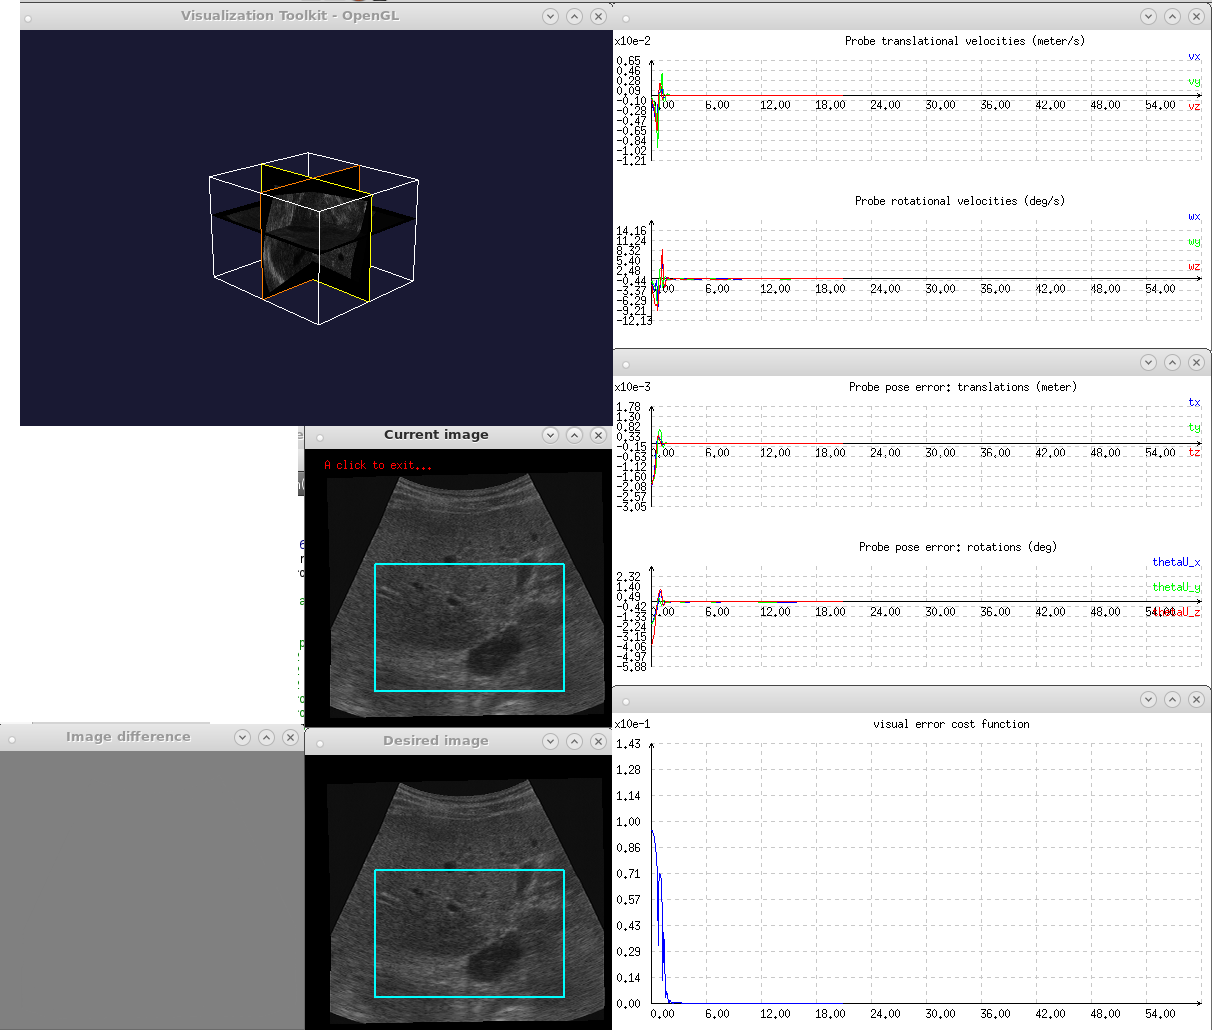 Visualization Toolkit - OpenGL
x10e-2
Probe translational velocities (meter/s)
vx
vy
vz
0.65
0.46
0.28
0.09
-0.10
-0.28
-0.47
-0.65
-0.84
-1.02
-1.21
6.00 12.00 18.00 24.00 30.00 36.00 42.00 48.00 54.00
Probe rotational velocities (deg/s)
wx
wy
wz
14.16
11.24
8.32
5.40
2.48
-0.44
-3.37
-6.29
-9.21
-12.13
6.00 12.00 18.00 24.00 30.00 36.00 42.00 48.00 54.00
x10e-3
Probe pose error: translations (meter)
tx
ty
tz
1.78
1.30
0.82
0.33
-0.15
-0.63
-1.12
-1.60
-2.08
-2.57
-3.05
6.00 12.00 18.00 24.00 30.00 36.00 42.00 48.00 54.00
Probe pose error: rotations (deg)
thetaU_x
thetaU_y
thetaU_z
2.32
1.40
0.49
-0.42
-1.33
-2.24
-3.15
-4.06
-4.97
-5.88
6.00 12.00 18.00 24.00 30.00 36.00 42.00 48.00
x10e-1
visual error cost function
1.43
1.28
1.14
1.00
0.86
0.71
0.57
0.43
0.29
0.14
0.00
0.00 6.00 12.00 18.00 24.00 30.00 36.00 42.00 48.00 54.00
Current image
A click to exit...
Image difference
Desired image